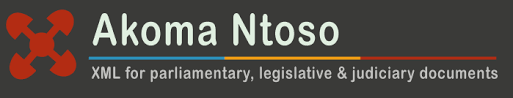 Akoma Ntoso
XML for parliamentary, legislative & judiciary documents